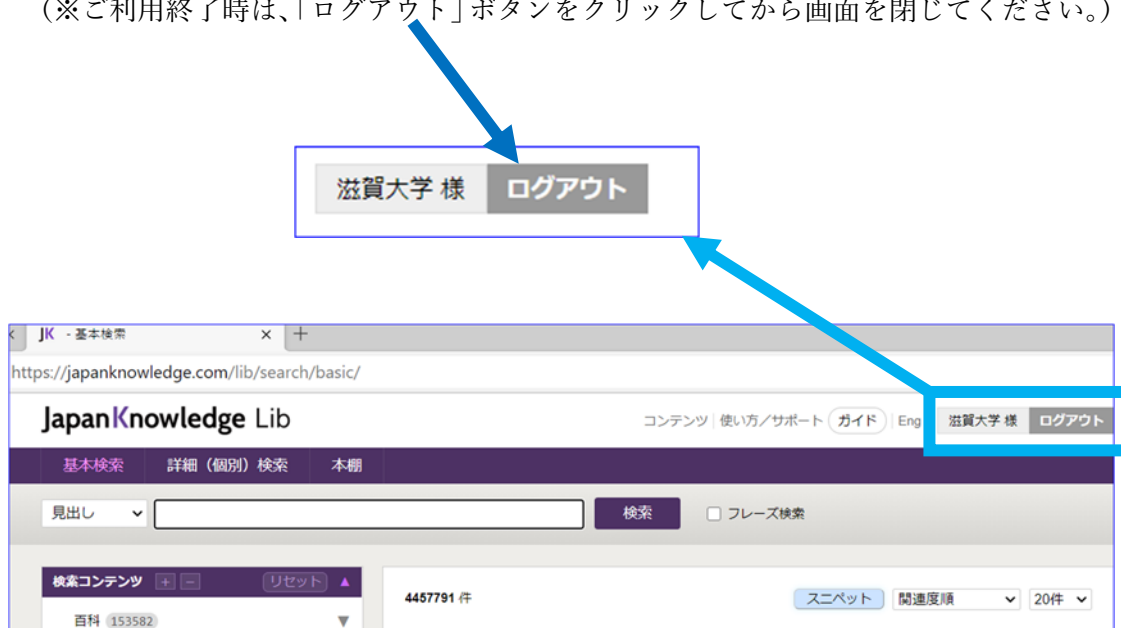 (※ご利用終了時は、「ログアウト」ボタンをクリックしてから画面を閉じてください。)
滋賀大学 様 ログアウト
JK - 基本検索 × +
https://japanknowledge.com/lib/search/basic/
JapanKnowledge Lib コンテンツ 使い方/サポート ガイド Eng 滋賀大学 様 ログアウト
基本検索 詳細(個別)検索 本棚
見出し 検索 フレーズ検索
検索コンテンツ + - リセット ▲
4457791 件 スニペット 関連度順 20件
百科 153582 ▼